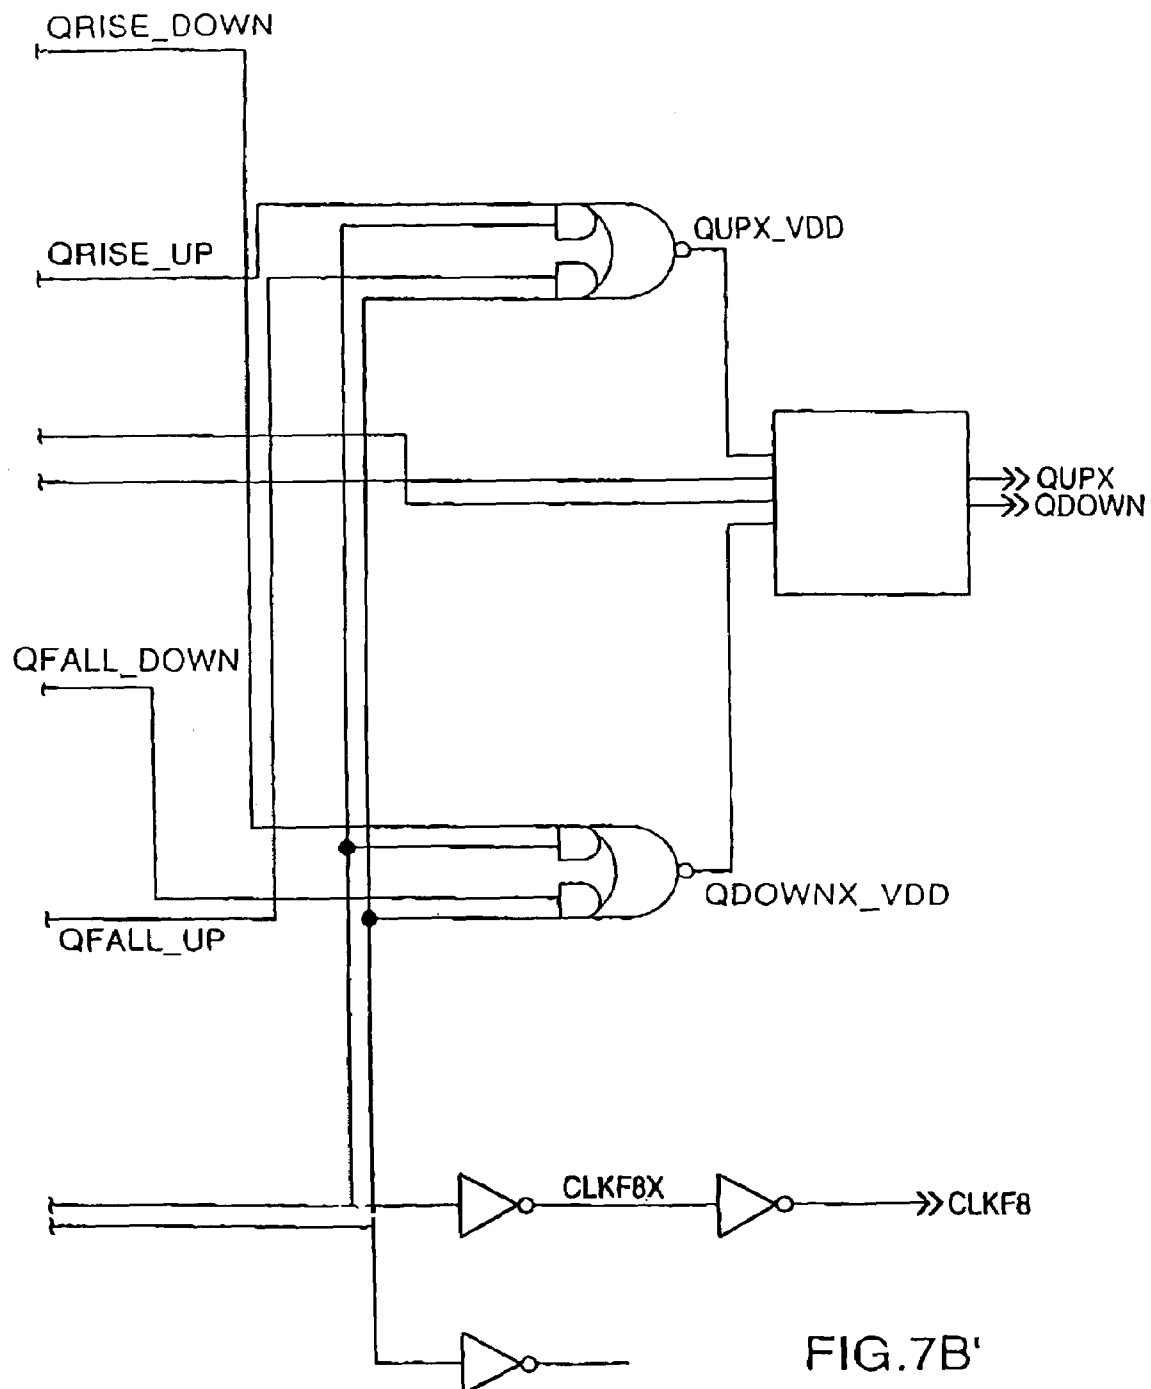 QRISE_DOWN
QUPX_VDD
QRISE_UP
QUPX
QDOWN
QFALL_DOWN
QDOWNX_VDD
QFALL_UP
CLKF8X
CLKF8
FIG.7B'